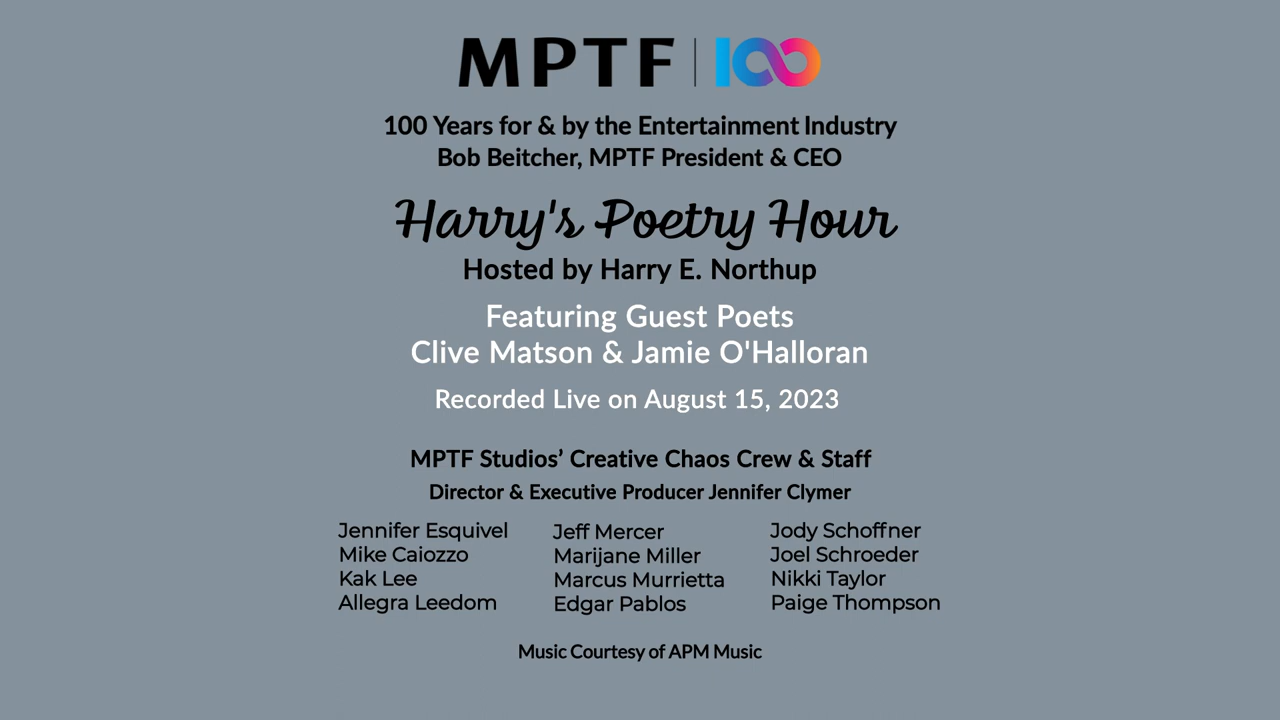 MPTF | 100
100 Years for & by the Entertainment Industry
Bob Beitcher, MPTF President & CEO
Harry's Poetry Hour
Hosted by Harry E. Northup
Featuring Guest Poets
Clive Matson & Jamie O'Halloran
Recorded Live on August 15, 2023
MPTF Studios’ Creative Chaos Crew & Staff
Director & Executive Producer Jennifer Clymer
Jennifer Esquivel
Mike Caiozzo
Kak Lee
Allegra Leedom
Jeff Mercer
Marijane Miller
Marcus Murrietta
Edgar Pablos
Jody Schoffner
Joel Schroeder
Nikki Taylor
Paige Thompson
Music Courtesy of APM Music